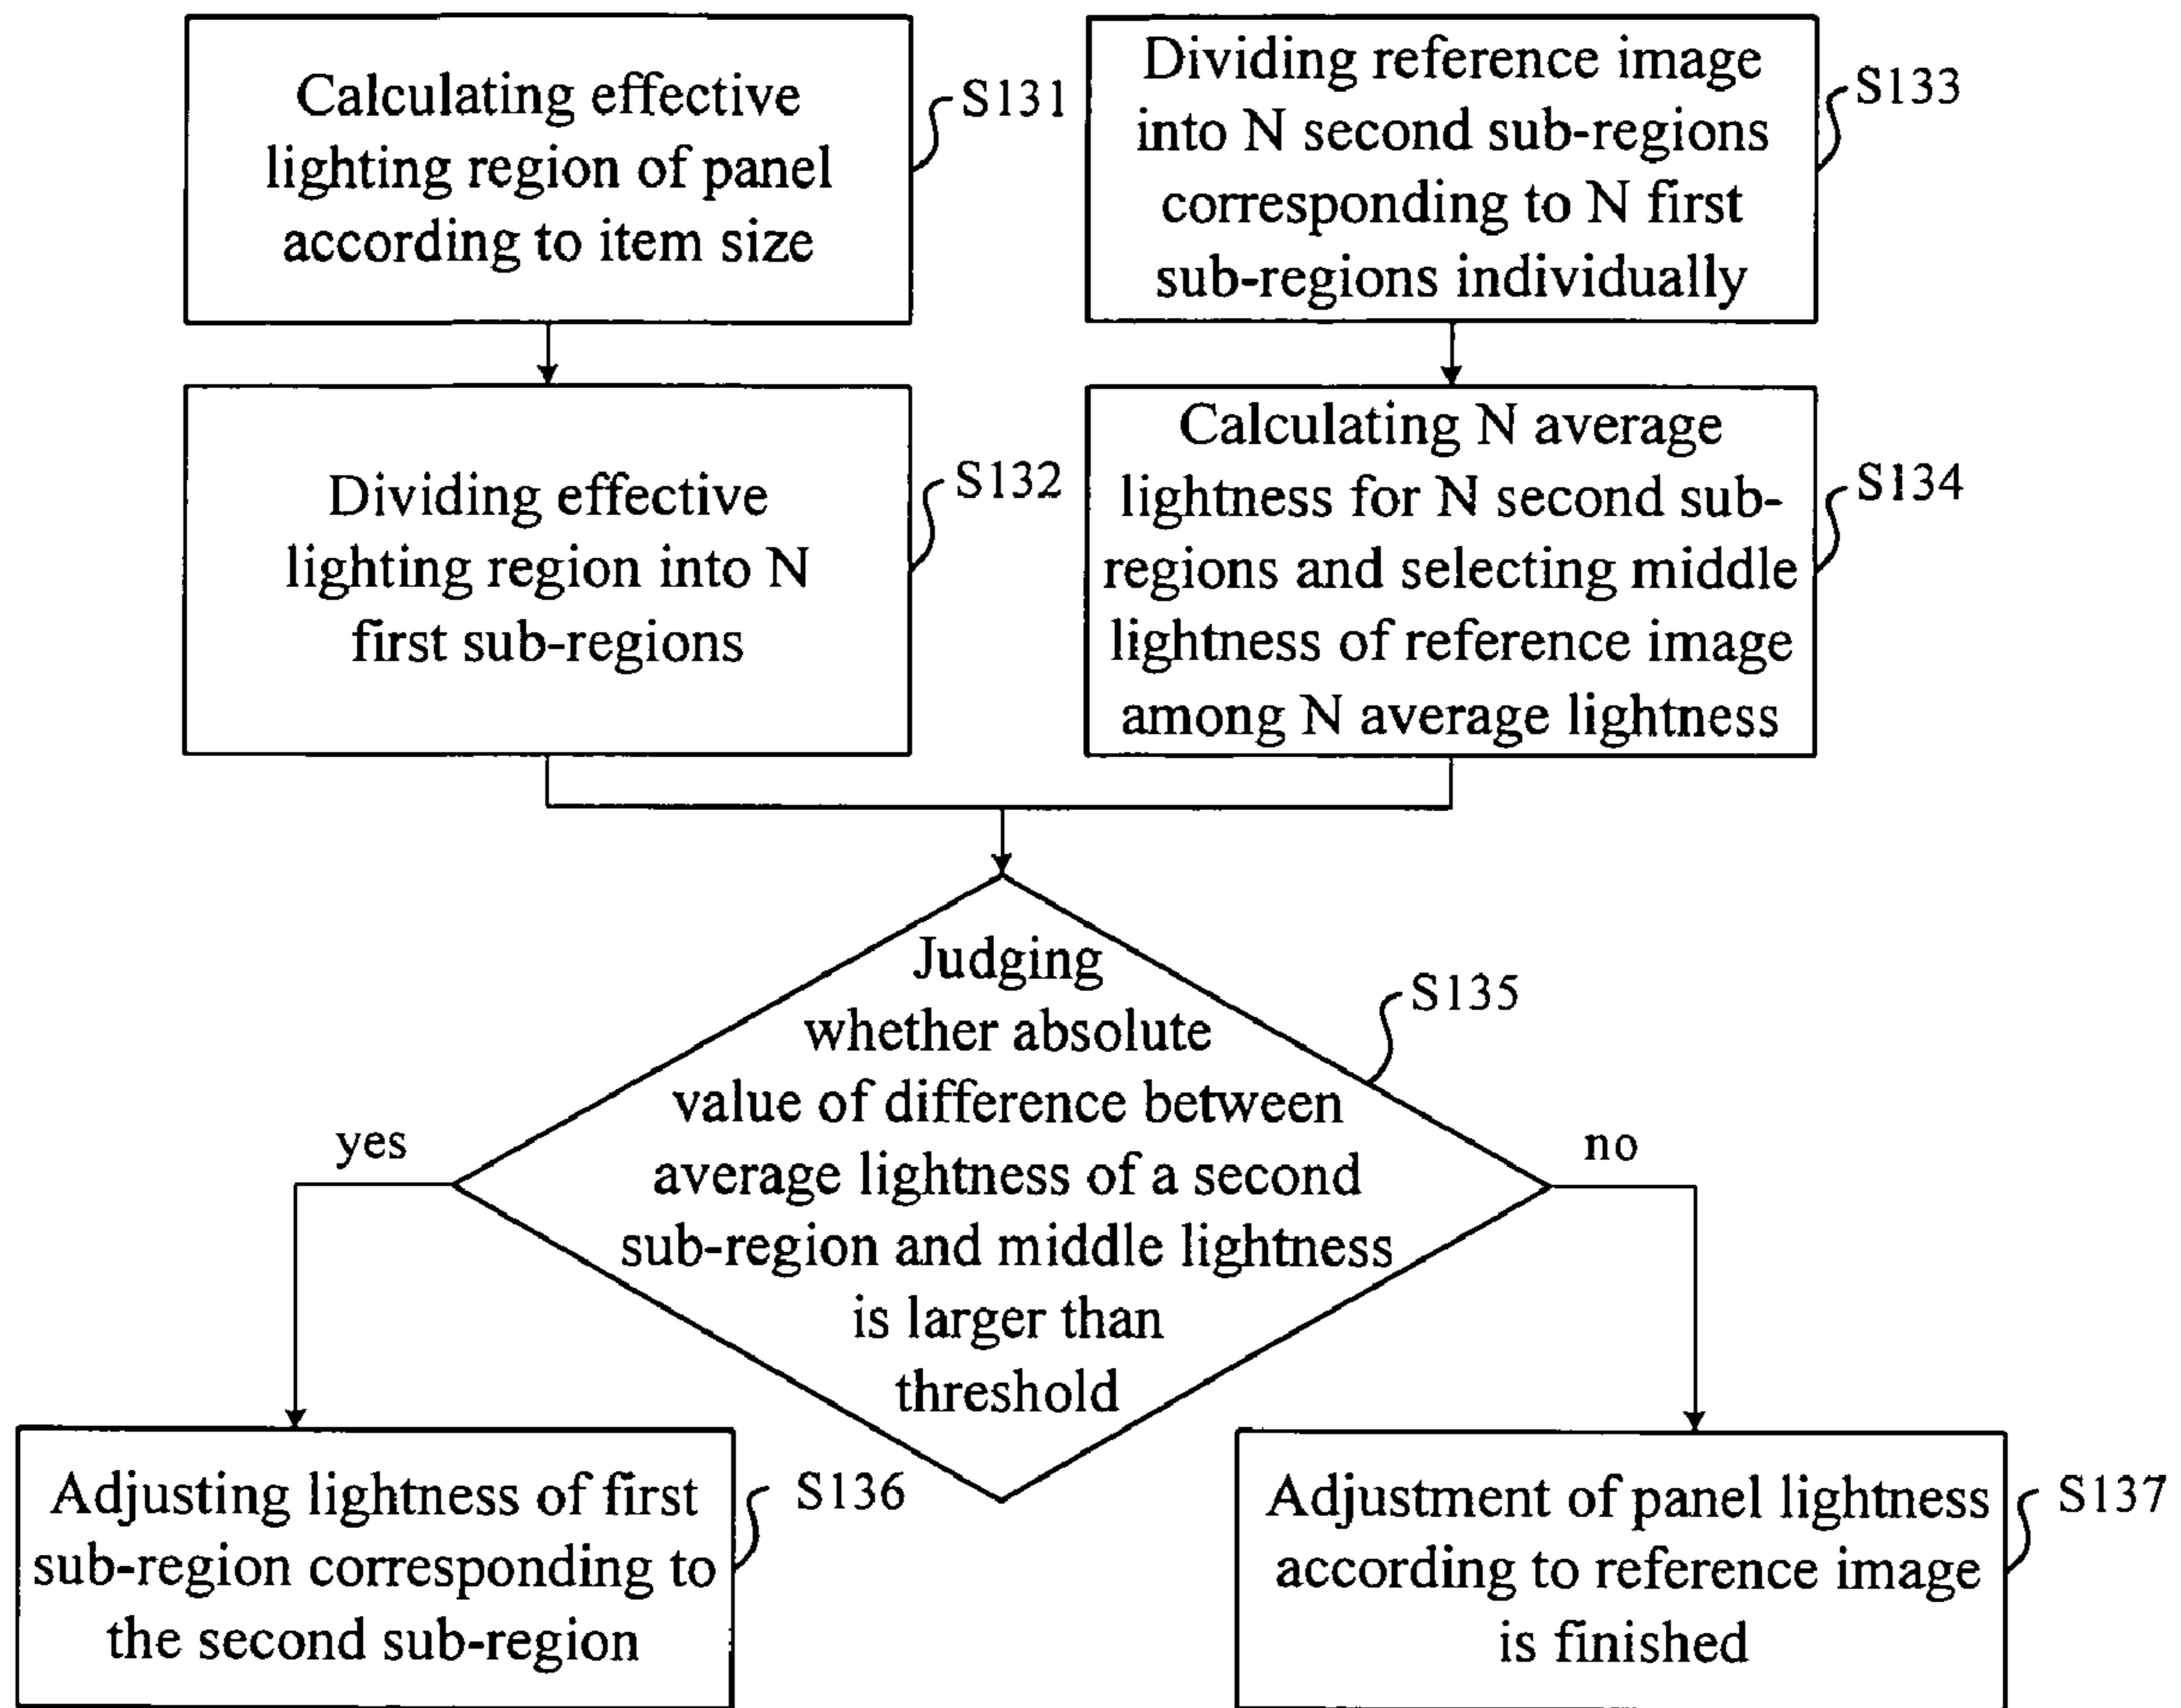 Calculating effective
lighting region of panel
according to item size
S131
Dividing reference image
into N second sub-regions
corresponding to N first
sub-regions individually
S133
Dividing effective
lighting region into N
first sub-regions
S132
Calculating N average
lightness for N second sub-
regions and selecting middle
lightness of reference image
among N average lightness
S134
Judging
whether absolute
value of difference between
average lightness of a second
sub-region and middle lightness
is larger than
threshold
S135
yes
no
Adjusting lightness of first
sub-region corresponding to
the second sub-region
S136
Adjustment of panel lightness
according to reference image
is finished
S137